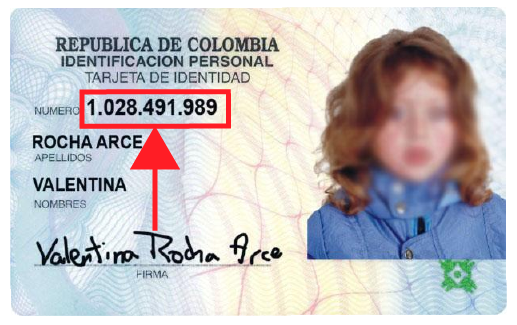 REPUBLICA DE COLOMBIA
IDENTIFICACION PERSONAL
TARJETA DE IDENTIDAD
NUMERO 1.028.491.989
ROCHA ARCE
APELLIDOS
VALENTINA
NOMBRES
Valentina Rocha Arce
FIRMA